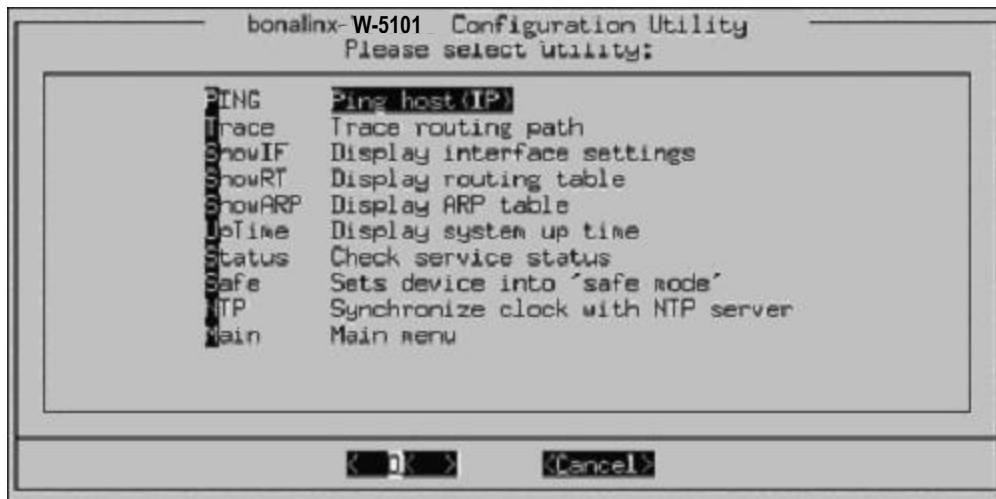 bonalinx-W-5101 Configuration Utility
Please select utility:
PING Ping host(IP)
Trace Trace routing path
ShowIF Display interface settings
ShowRT Display routing table
ShowARP Display ARP table
UpTime Display system up time
Status Check service status
Safe Sets device into ´safe mode´
NTP Synchronize clock with NTP server
Main Main menu
< OK > <Cancel>